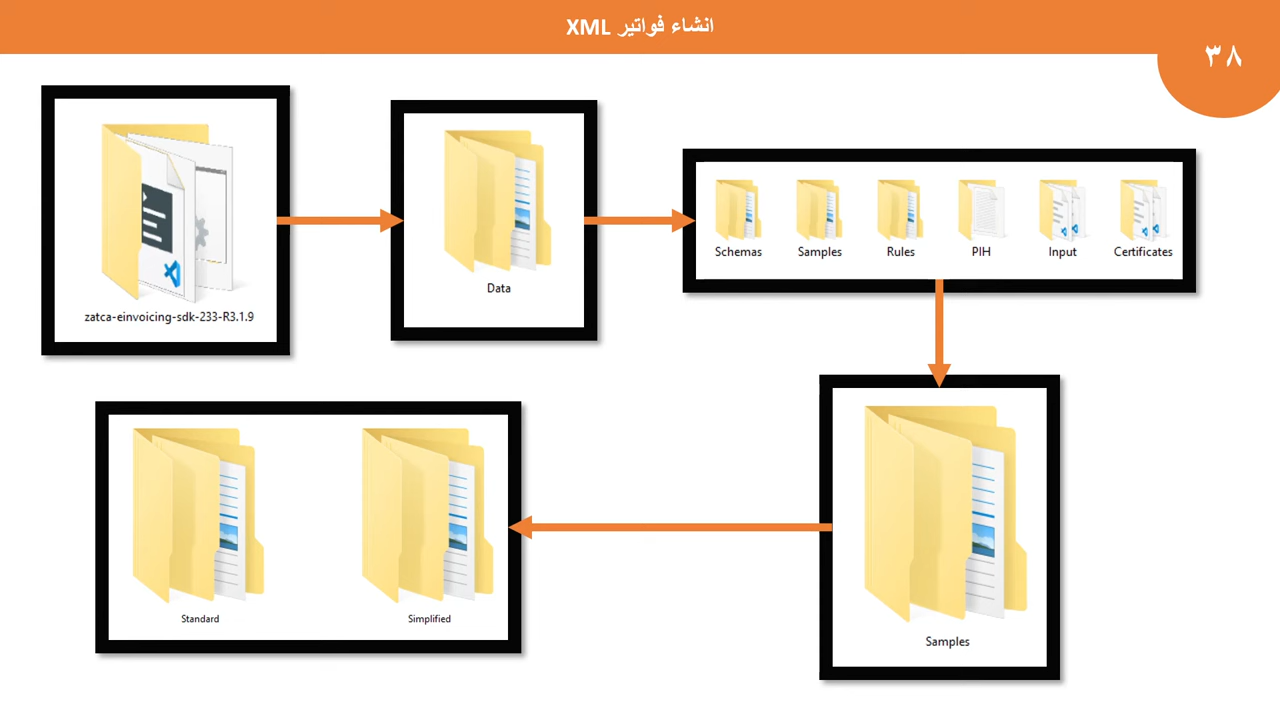 انشاء فواتير XML
٣٨
zatca-einvoicing-sdk-233-R3.1.9
Data
Schemas
Samples
Rules
PIH
Input
Certificates
Samples
Standard
Simplified